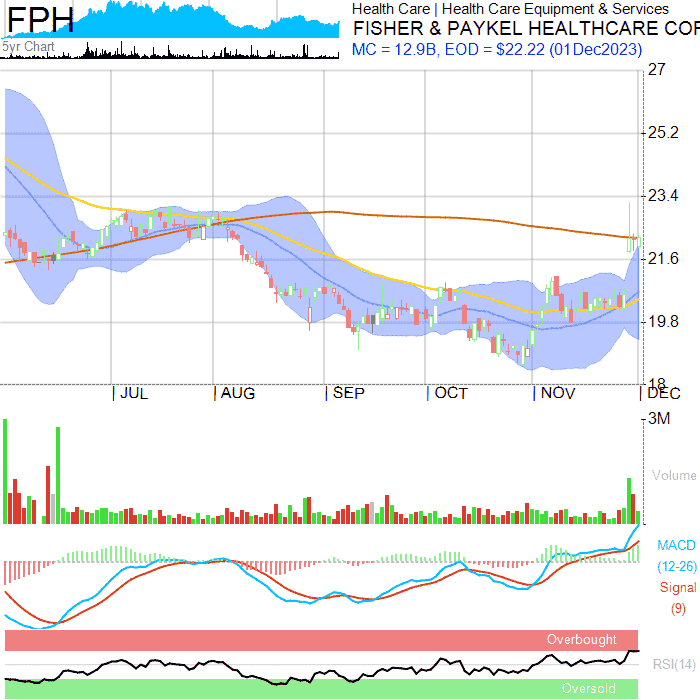 FPH
5yr Chart
Health Care | Health Care Equipment & Services
FISHER & PAYKEL HEALTHCARE COR
MC = 12.9B, EOD = $22.22 (01Dec2023)
27
25.2
23.4
21.6
19.8
18
JUL
AUG
SEP
OCT
NOV
DEC
3M
Volume
MACD
(12-26)
Signal
(9)
Overbought
RSI(14)
Oversold